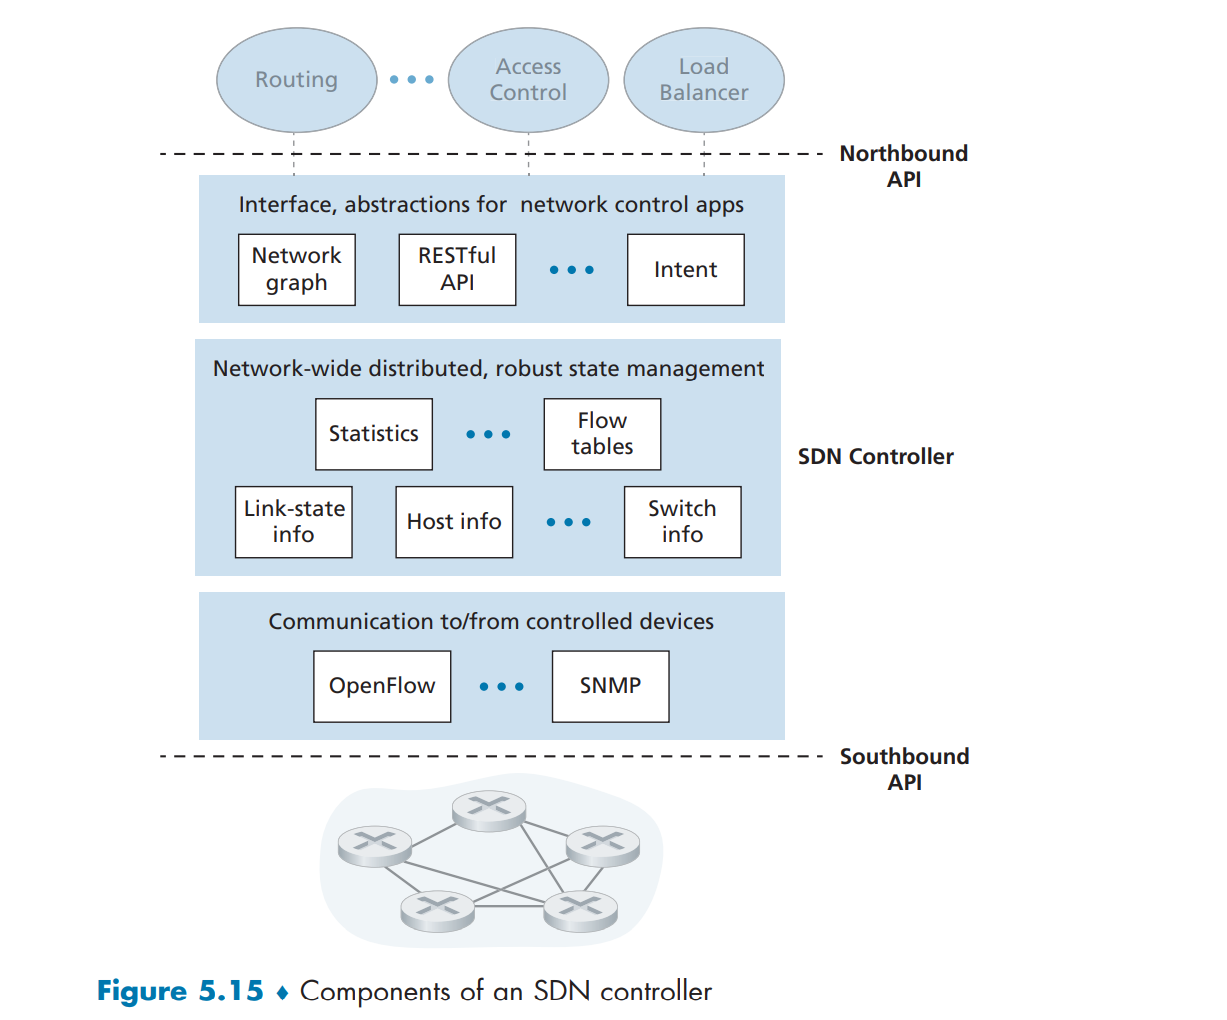 Routing
Access
Control
Load
Balancer
Northbound
API
Interface, abstractions for network control apps
Network
graph
RESTful
API
Intent
Network-wide distributed, robust state management
Statistics
Flow
tables
SDN Controller
Link-state
info
Host info
Switch
info
Communication to/from controlled devices
OpenFlow
SNMP
Southbound
API
Figure 5.15 ♦ Components of an SDN controller